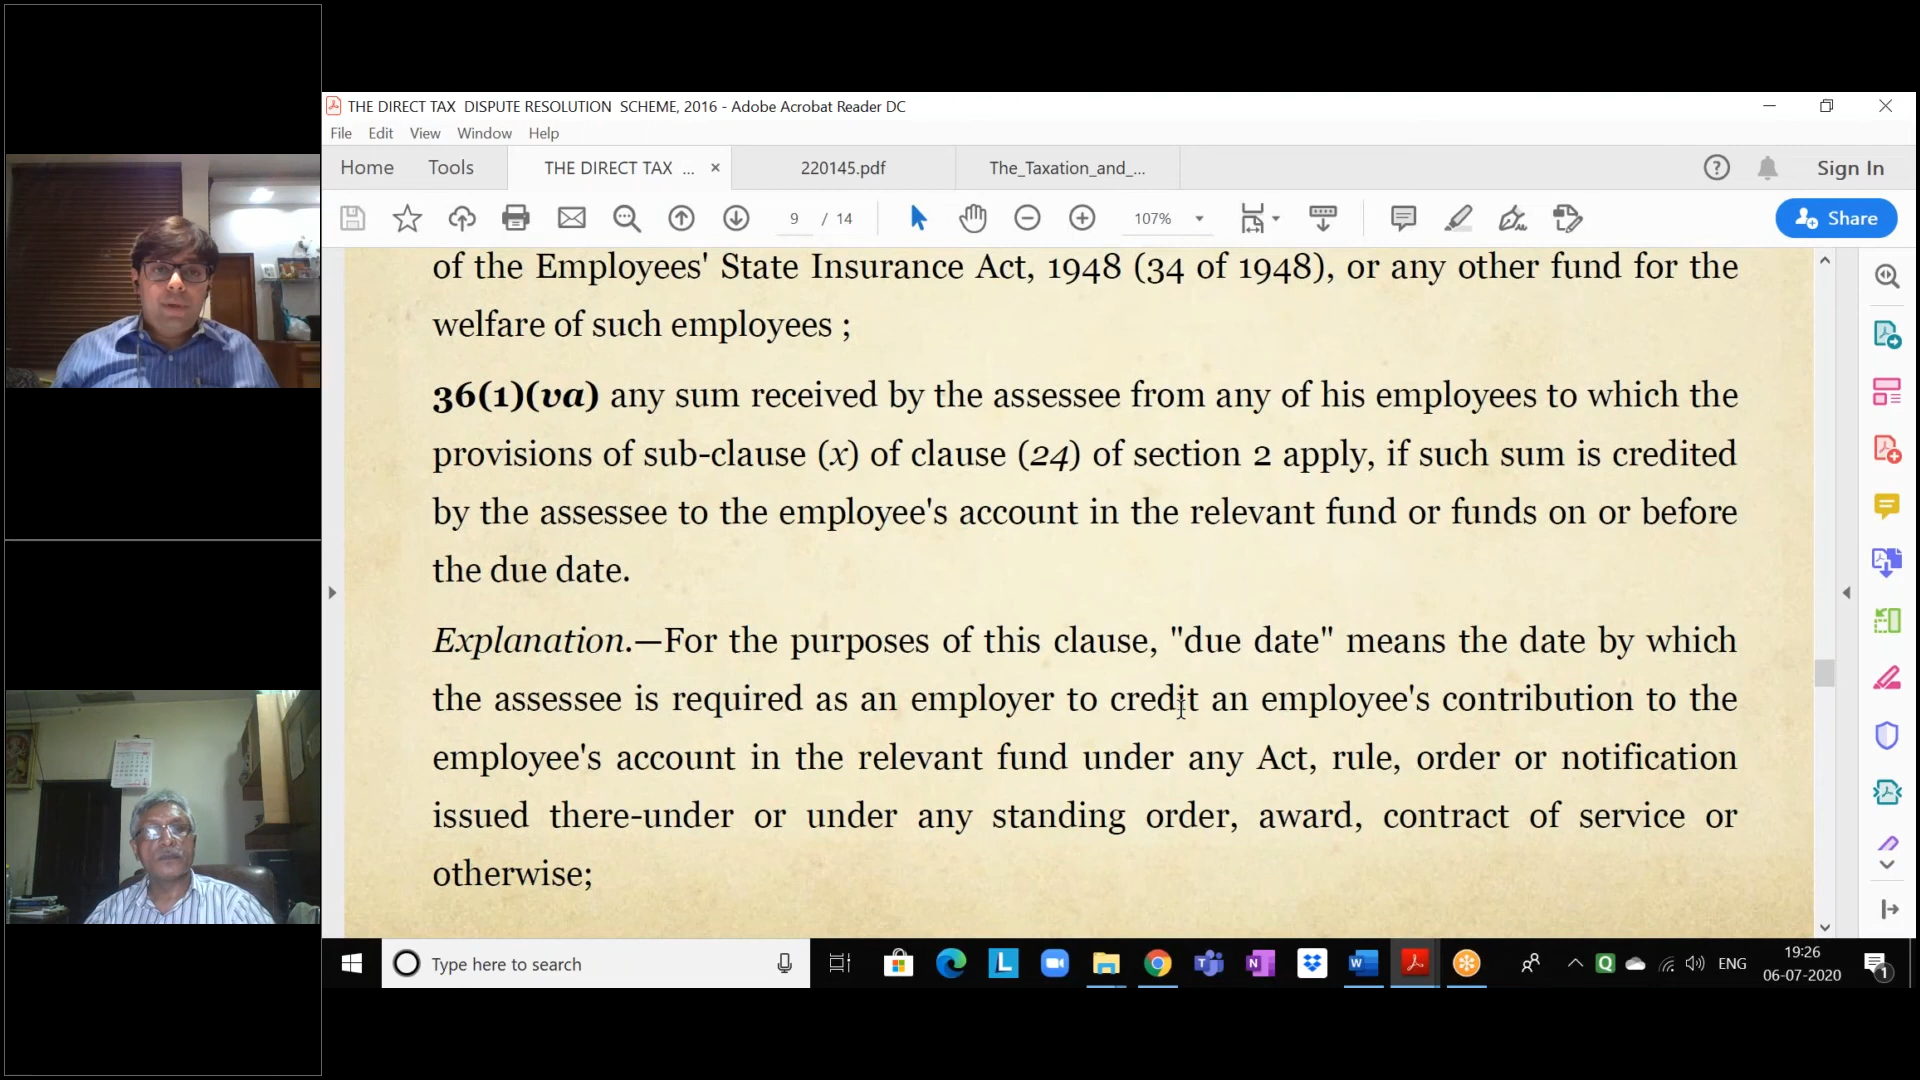 THE DIRECT TAX  DISPUTE RESOLUTION  SCHEME, 2016 - Adobe Acrobat Reader DC
File Edit View Window Help
Home Tools THE DIRECT TAX ... × 220145.pdf The_Taxation_and_... Sign In
9 / 14 107% Share
of the Employees' State Insurance Act, 1948 (34 of 1948), or any other fund for the
welfare of such employees ;
36(1)(va) any sum received by the assessee from any of his employees to which the
provisions of sub-clause (x) of clause (24) of section 2 apply, if such sum is credited
by the assessee to the employee's account in the relevant fund or funds on or before
the due date.
Explanation.—For the purposes of this clause, "due date" means the date by which
the assessee is required as an employer to credit an employee's contribution to the
employee's account in the relevant fund under any Act, rule, order or notification
issued there-under or under any standing order, award, contract of service or
otherwise;
Type here to search
ENG
19:26
06-07-2020
1